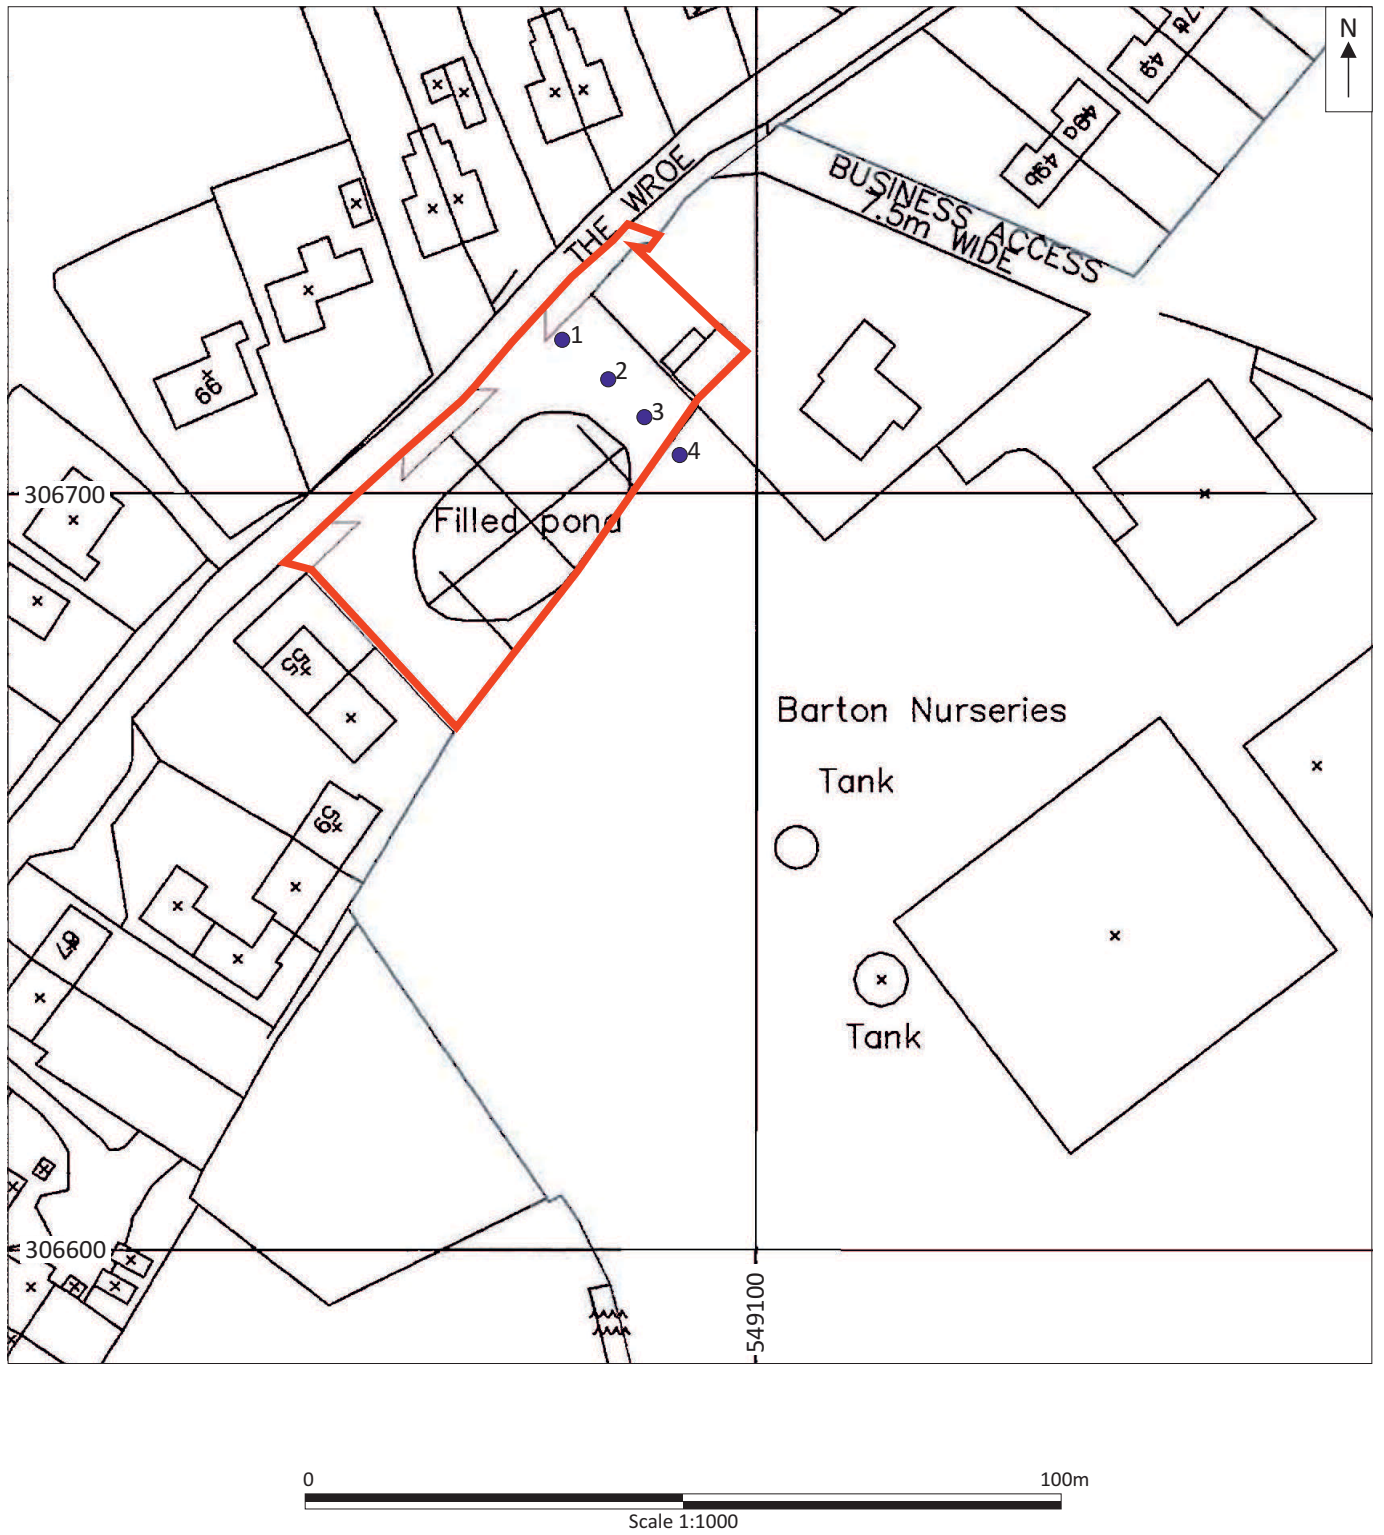 N
49
49a
49b
THE WROE
BUSINESS ACCESS
7.5m WIDE
1
2
3
4
99
306700
Filled pond
55
Barton Nurseries
Tank
59
67
Tank
306600
549100
0
100m
Scale 1:1000